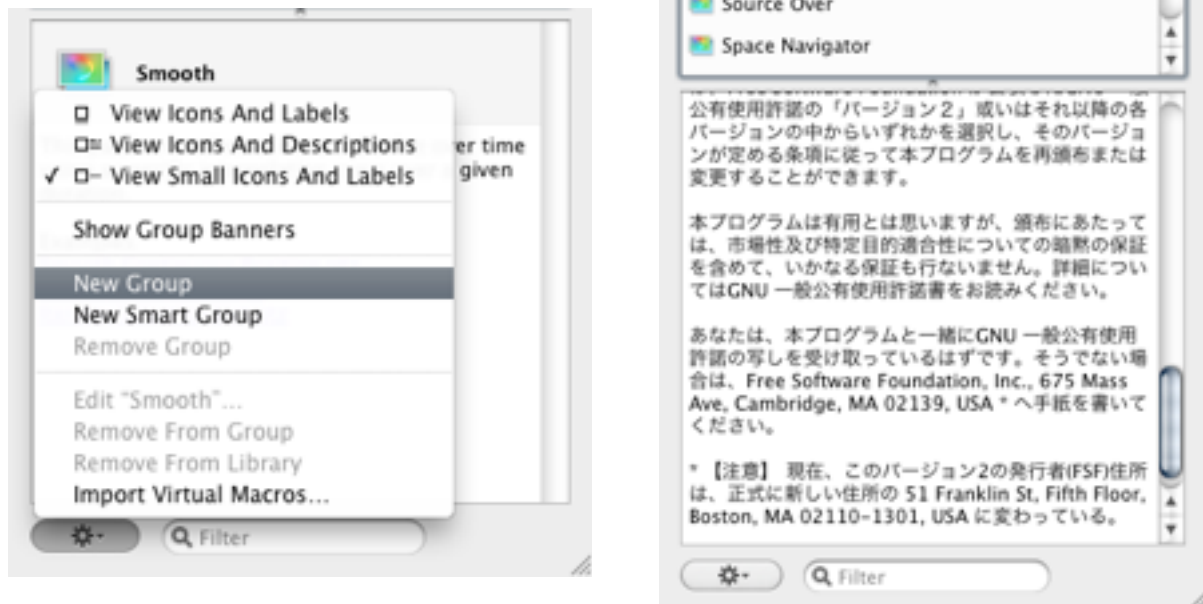 Smooth
View Icons And Labels
View Icons And Descriptions
er time
✓ View Small Icons And Labels
given
Show Group Banners
New Group
New Smart Group
Remove Group
Edit “Smooth”...
Remove From Group
Remove From Library
Import Virtual Macros...
Filter
Source Over
Space Navigator
公有使用許諾の「バージョン２」或いはそれ以降の各
バージョンの中からいずれかを選択し、そのバージョ
ンが定める条項に従って本プログラムを再頒布または
変更することができます。
本プログラムは有用とは思いますが、頒布にあたって
は、市場性及び特定目的適合性についての暗黙の保証
を含めて、いかなる保証も行ないません。詳細につい
てはGNU 一般公有使用許諾書をお読みください。
あなたは、本プログラムと一緒にGNU 一般公有使用
許諾の写しを受け取っているはずです。そうでない場
合は、Free Software Foundation, Inc., 675 Mass
Ave, Cambridge, MA 02139, USA * へ手紙を書いて
ください。
* 【注意】 現在、このバージョン2の発行者(FSF)住所
は、正式に新しい住所の 51 Franklin St, Fifth Floor,
Boston, MA 02110-1301, USA に変わっている。
Filter